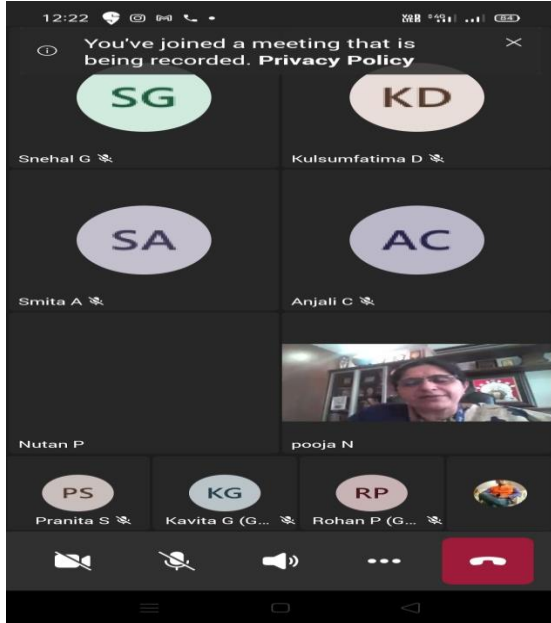 12:22
84
You've joined a meeting that is
being recorded. Privacy Policy
SG
KD
Snehal G
Kulsumfatima D
SA
AC
Smita A
Anjali C
Nutan P
pooja N
PS
KG
RP
Pranita S
Kavita G (G...
Rohan P (G...